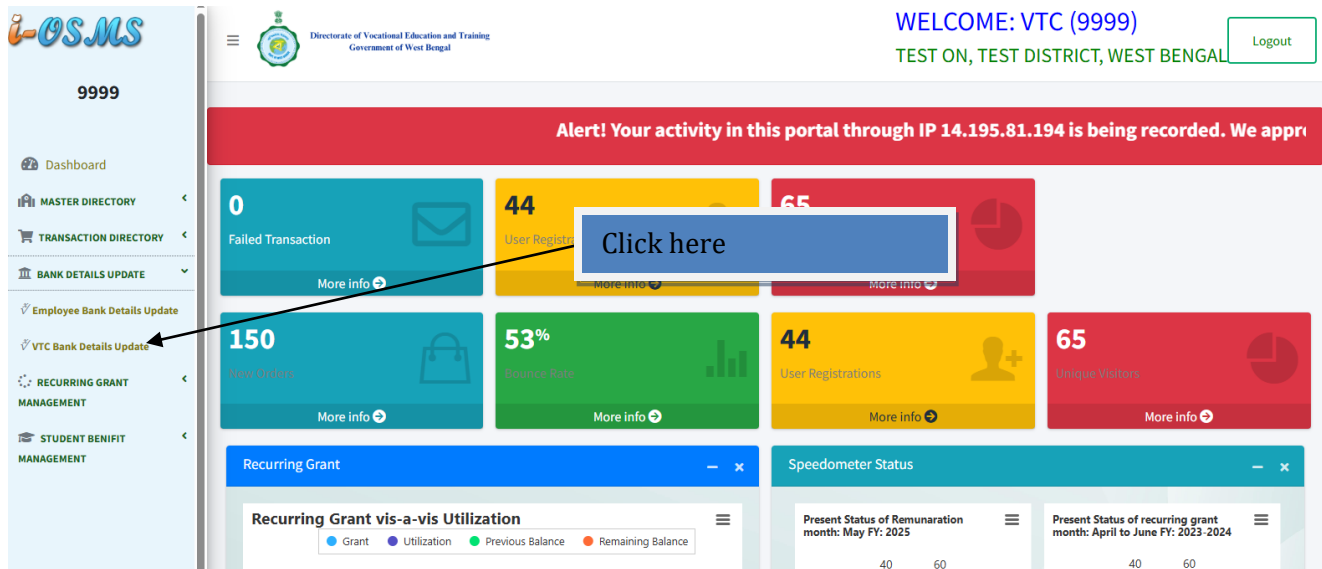 i-OSMS
9999
Dashboard
MASTER DIRECTORY
TRANSACTION DIRECTORY
BANK DETAILS UPDATE
Employee Bank Details Update
VTC Bank Details Update
RECURRING GRANT
MANAGEMENT
STUDENT BENIFIT
MANAGEMENT
Directorate of Vocational Education and Training
Government of West Bengal
WELCOME: VTC (9999)
TEST ON, TEST DISTRICT, WEST BENGAL
Logout
Alert! Your activity in this portal through IP 14.195.81.194 is being recorded. We appr
0
Failed Transaction
More info
44
User Registra
More info
65
More info
Click here
150
New Orders
More info
53%
Bounce Rate
More info
44
User Registrations
More info
65
Unique Visitors
More info
Recurring Grant
Recurring Grant vis-a-vis Utilization
Grant Utilization Previous Balance Remaining Balance
Speedometer Status
Present Status of Remunaration
month: May FY: 2025
40 60
Present Status of recurring grant
month: April to June FY: 2023-2024
40 60